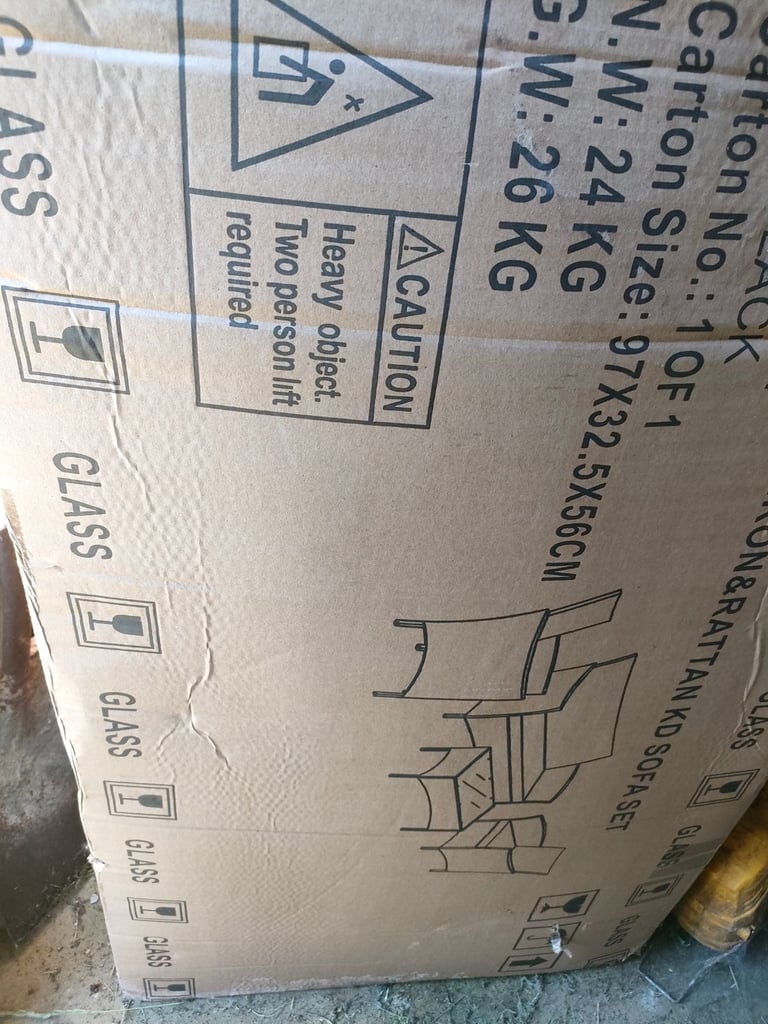 IRON&RATTAN KD SOFA SET
LACK
Carton No.: 1 OF 1
Carton Size: 97X32.5X56CM
N.W: 24 KG
G.W: 26 KG
CAUTION
Heavy object.
Two person lift
required
GLASS
GLASS
GLASS
GLASS
GLASS
GLASS
GLASS
GLASS